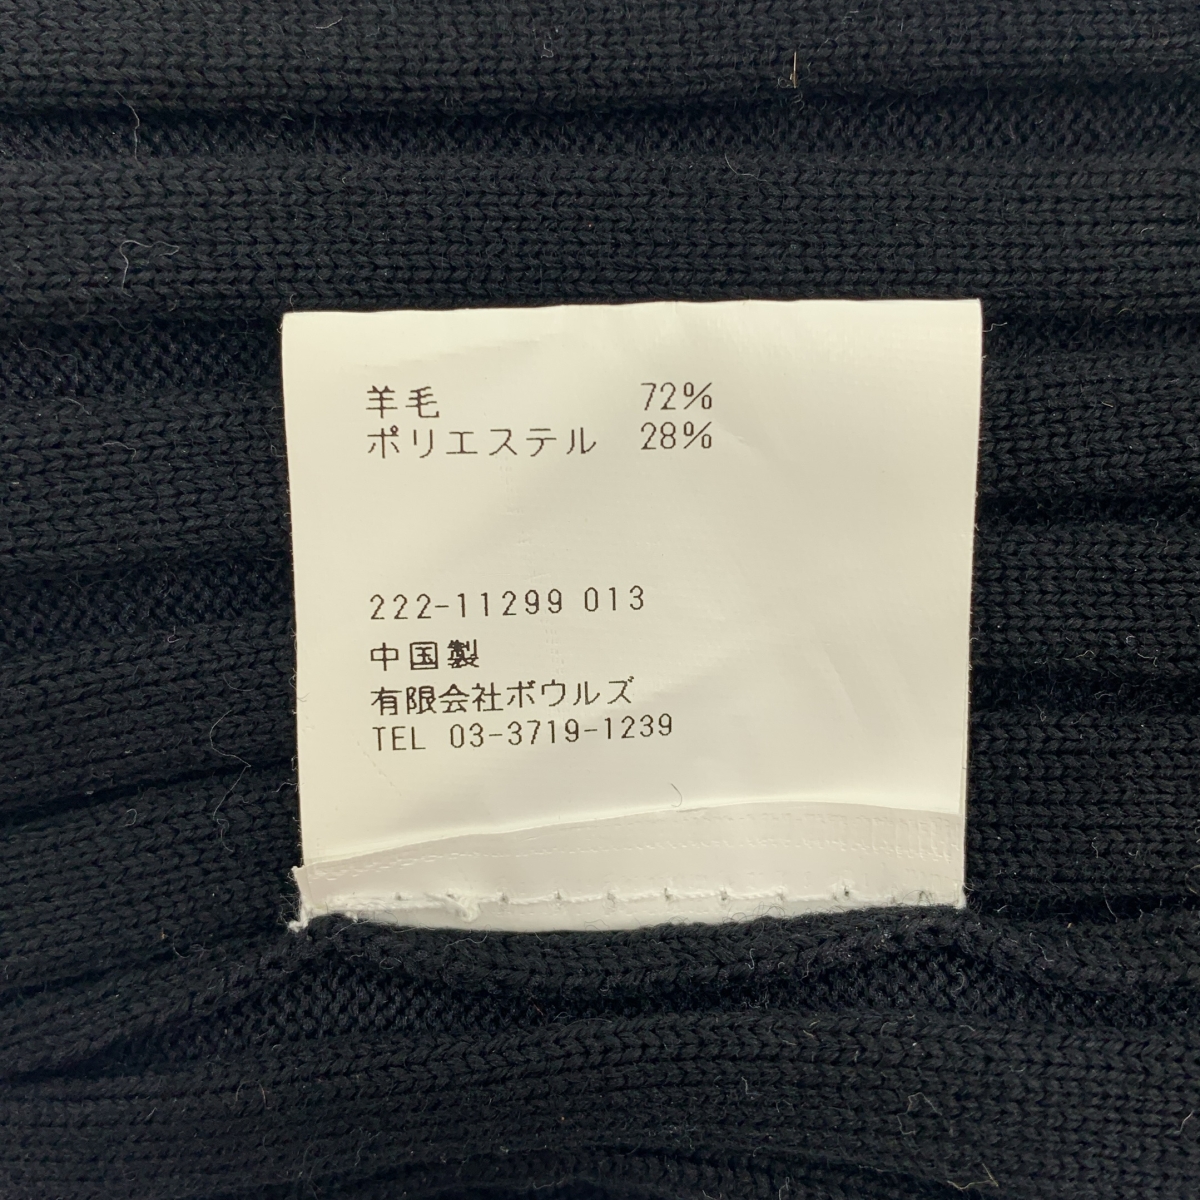 羊毛 72%
ポリエステル 28%
222-11299 013
中国製
有限会社ボウルズ
TEL 03-3719-1239